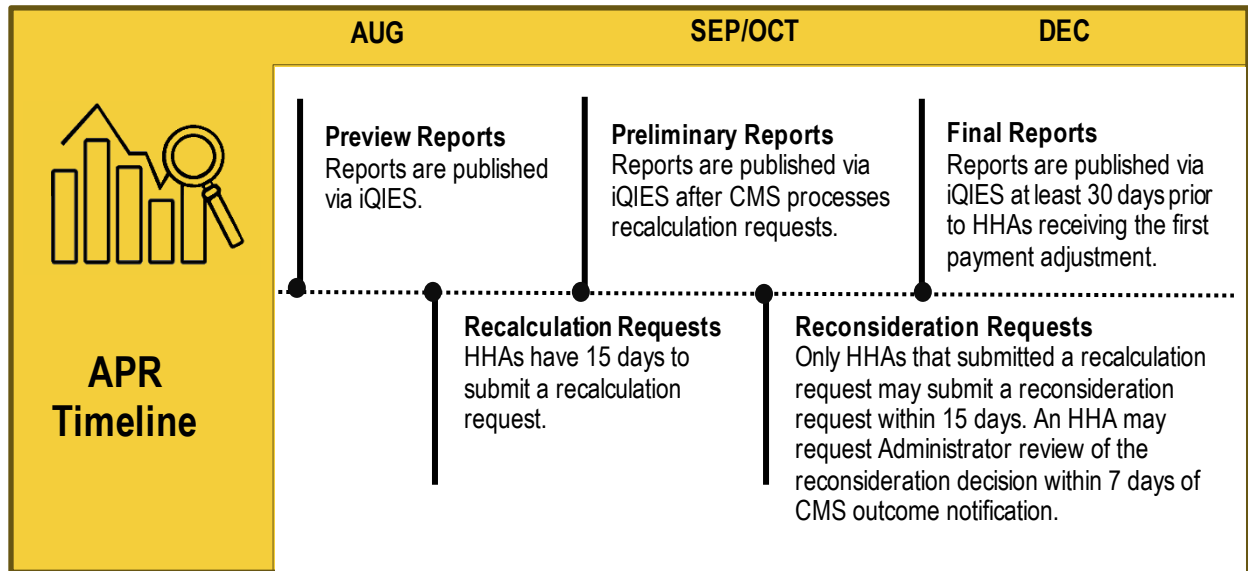 AUG
SEP/OCT
DEC
APR
Timeline
Preview Reports
Reports are published
via iQIES.
Recalculation Requests
HHAs have 15 days to
submit a recalculation
request.
Preliminary Reports
Reports are published via
iQIES after CMS processes
recalculation requests.
Reconsideration Requests
Only HHAs that submitted a recalculation
request may submit a reconsideration
request within 15 days. An HHA may
request Administrator review of the
reconsideration decision within 7 days of
CMS outcome notification.
Final Reports
Reports are published via
iQIES at least 30 days prior
to HHAs receiving the first
payment adjustment.